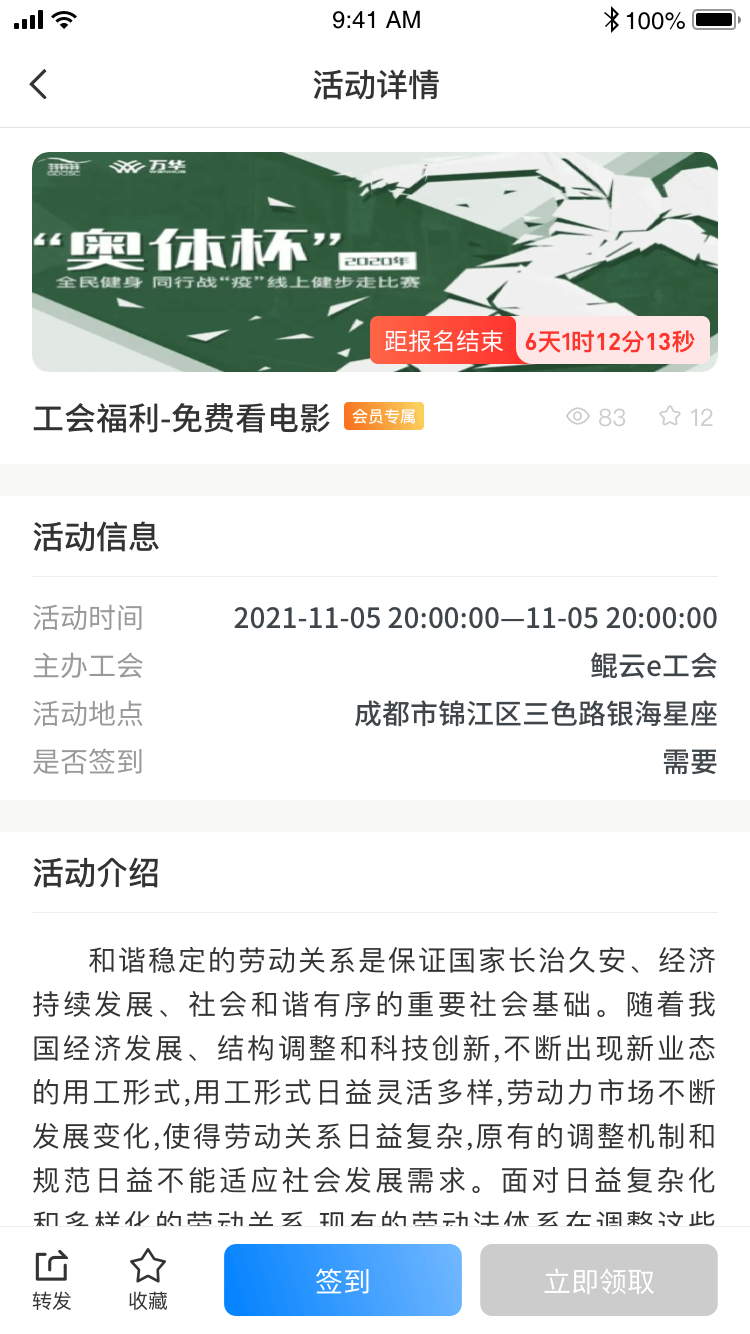 9:41 AM
100%
活动详情
万华
WANHUA
“奥体杯”
2020年
全民健身 同行战“疫”线上健步走比赛
距报名结束 6天1时12分13秒
工会福利-免费看电影 会员专属 83 12
活动信息
活动时间 2021-11-05 20:00:00—11-05 20:00:00
主办工会 鲲云e工会
活动地点 成都市锦江区三色路银海星座
是否签到 需要
活动介绍
和谐稳定的劳动关系是保证国家长治久安、经济
持续发展、社会和谐有序的重要社会基础。随着我
国经济发展、结构调整和科技创新,不断出现新业态
的用工形式,用工形式日益灵活多样,劳动力市场不断
发展变化,使得劳动关系日益复杂,原有的调整机制和
规范日益不能适应社会发展需求。面对日益复杂化
和多样化的劳动关系,现有的劳动法体系在调整这些
转发 收藏 签到 立即领取